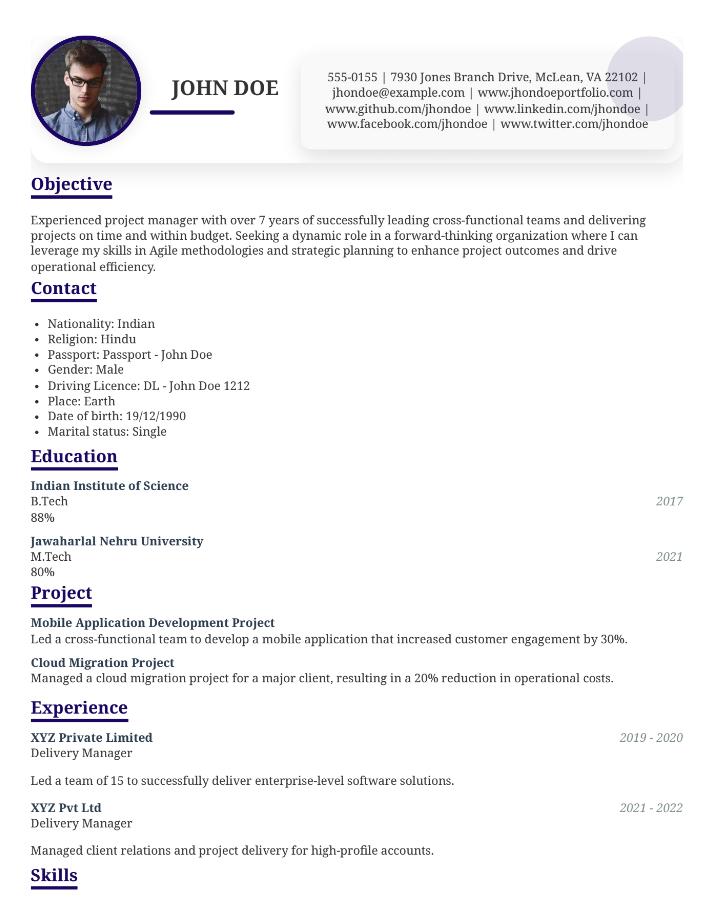 JOHN DOE
555-0155 | 7930 Jones Branch Drive, McLean, VA 22102 |
jhondoe@example.com | www.jhondoeportfolio.com |
www.github.com/jhondoe | www.linkedin.com/jhondoe |
www.facebook.com/jhondoe | www.twitter.com/jhondoe
Objective
Experienced project manager with over 7 years of successfully leading cross-functional teams and delivering
projects on time and within budget. Seeking a dynamic role in a forward-thinking organization where I can
leverage my skills in Agile methodologies and strategic planning to enhance project outcomes and drive
operational efficiency.
Contact
• Nationality: Indian
• Religion: Hindu
• Passport: Passport - John Doe
• Gender: Male
• Driving Licence: DL - John Doe 1212
• Place: Earth
• Date of birth: 19/12/1990
• Marital status: Single
Education
Indian Institute of Science
B.Tech 2017
88%
Jawaharlal Nehru University
M.Tech 2021
80%
Project
Mobile Application Development Project
Led a cross-functional team to develop a mobile application that increased customer engagement by 30%.
Cloud Migration Project
Managed a cloud migration project for a major client, resulting in a 20% reduction in operational costs.
Experience
XYZ Private Limited 2019 - 2020
Delivery Manager
Led a team of 15 to successfully deliver enterprise-level software solutions.
XYZ Pvt Ltd 2021 - 2022
Delivery Manager
Managed client relations and project delivery for high-profile accounts.
Skills